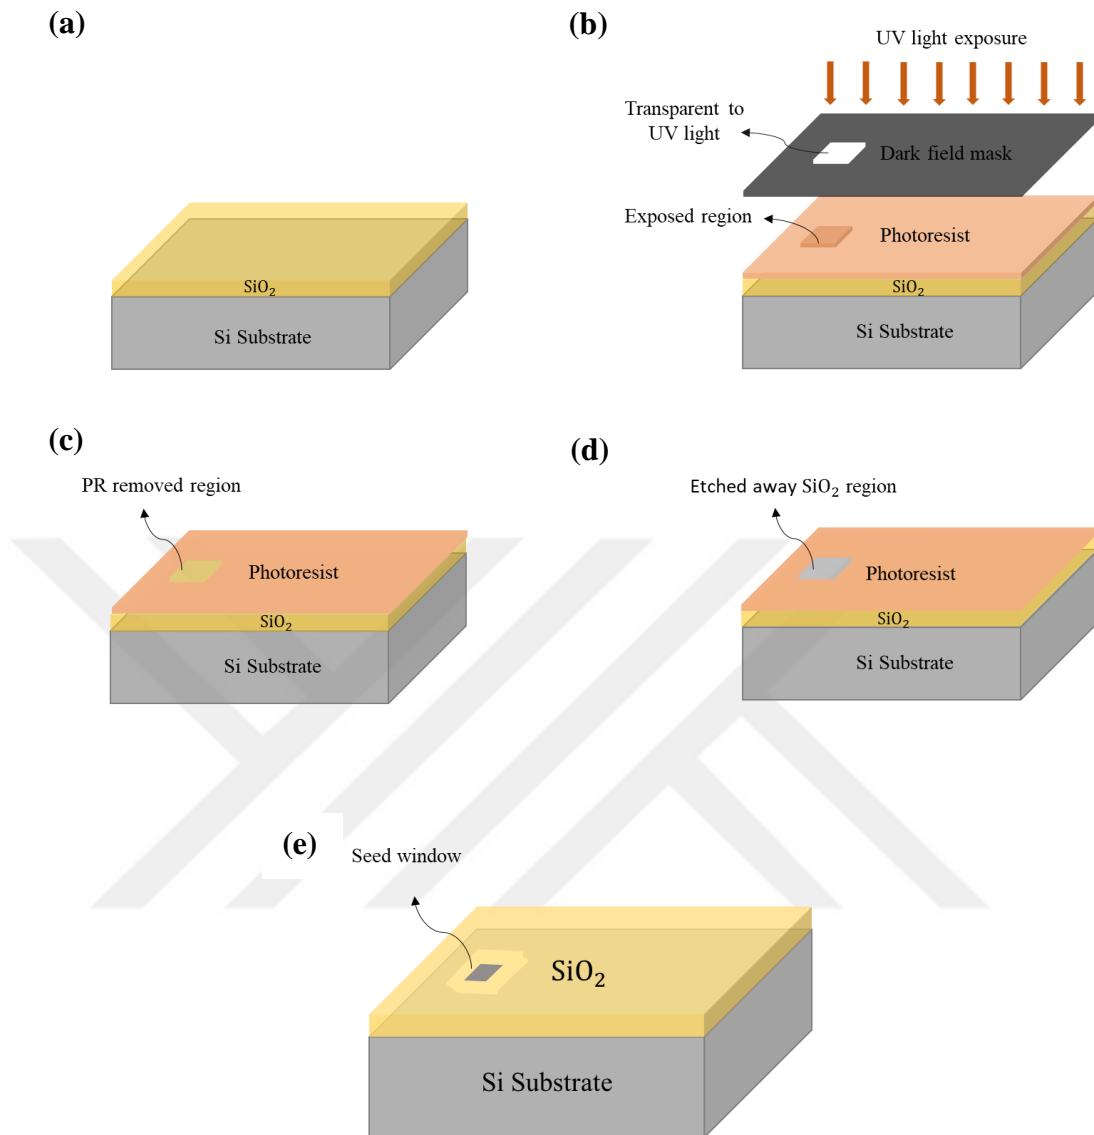 (a)
SiO₂
Si Substrate
(b)
UV light exposure
Transparent to
UV light
Dark field mask
Exposed region
Photoresist
SiO₂
Si Substrate
(c)
PR removed region
Photoresist
SiO₂
Si Substrate
(d)
Etched away SiO₂ region
Photoresist
SiO₂
Si Substrate
(e)
Seed window
SiO₂
Si Substrate